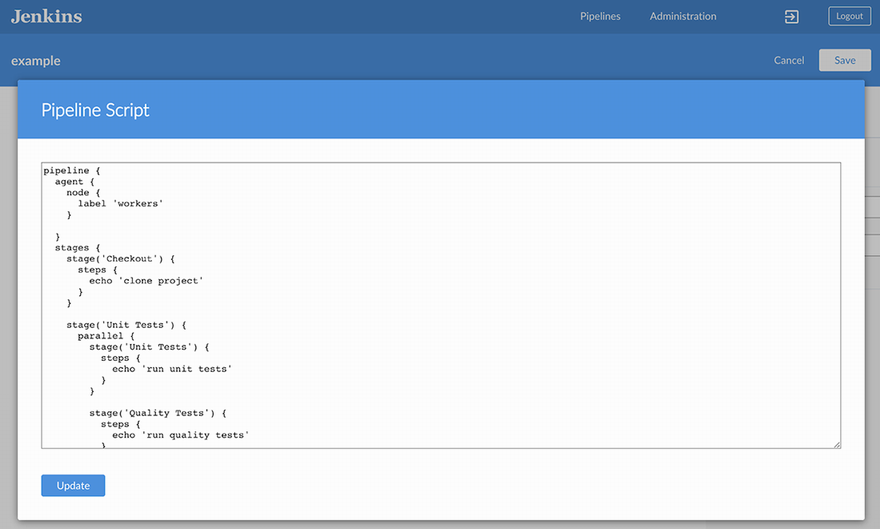 Jenkins
Pipelines Administration Logout
example
Cancel Save
Pipeline Script
pipeline {
  agent {
    node {
      label 'workers'
    }

  }
  stages {
    stage('Checkout') {
      steps {
        echo 'clone project'
      }
    }

    stage('Unit Tests') {
      parallel {
        stage('Unit Tests') {
          steps {
            echo 'run unit tests'
          }
        }

        stage('Quality Tests') {
          steps {
            echo 'run quality tests'
          }
Update